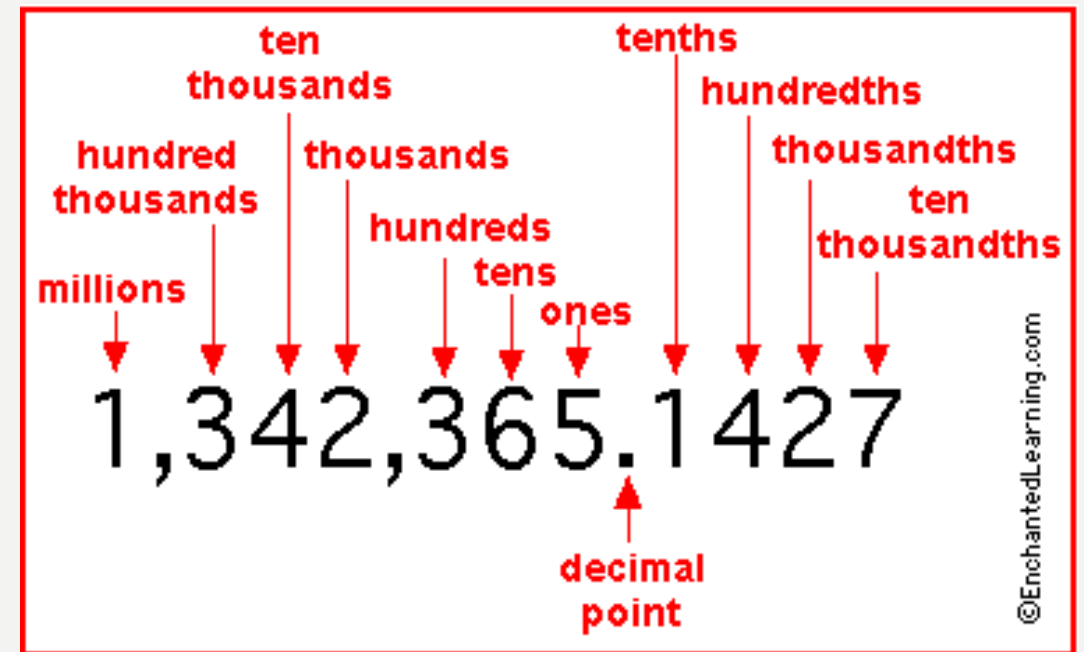 ten
thousands
tenths
hundredths
hundred
thousands
thousands
thousandths
ten
thousandths
hundreds
tens
ones
millions
1,342,365.1427
decimal
point
©EnchantedLearning.com